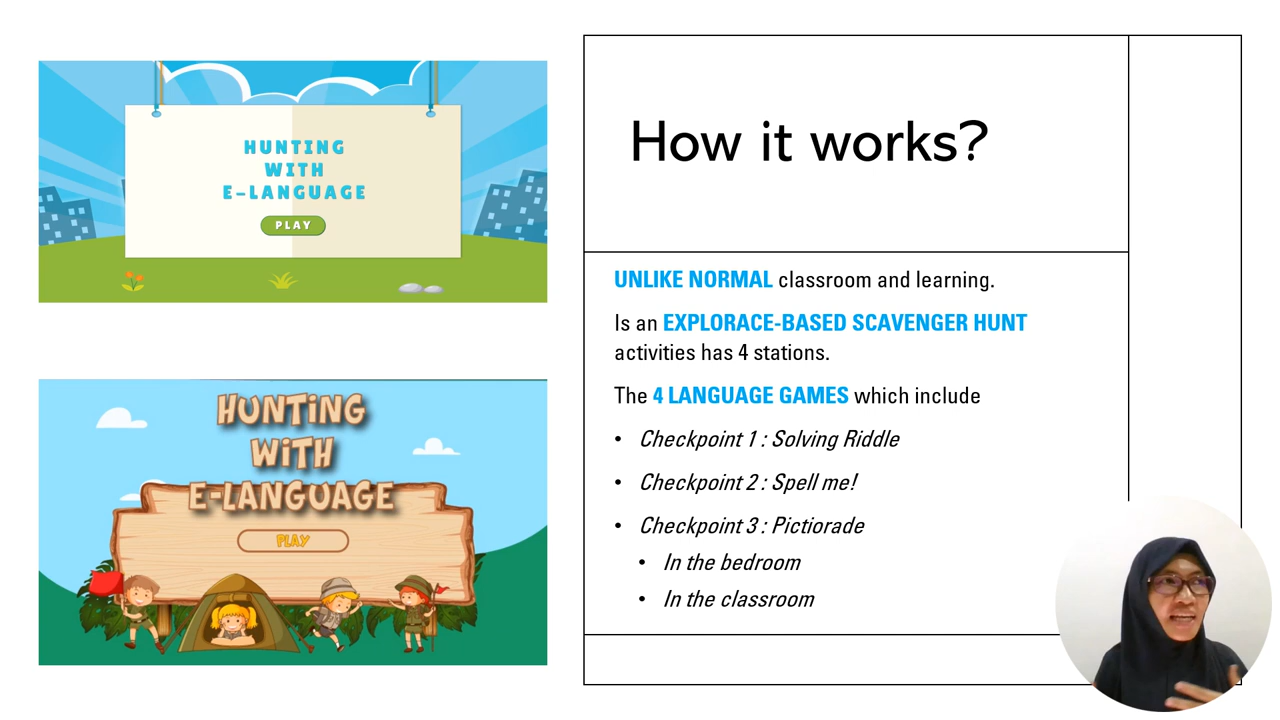 HUNTING
WITH
E-LANGUAGE
PLAY
HUNTiNG
WiTH
E-LANGUAGE
PLAY
How it works?
UNLIKE NORMAL classroom and learning.
Is an EXPLORACE-BASED SCAVENGER HUNT
activities has 4 stations.
The 4 LANGUAGE GAMES which include
• Checkpoint 1 : Solving Riddle
• Checkpoint 2 : Spell me!
• Checkpoint 3 : Pictiorade
• In the bedroom
• In the classroom